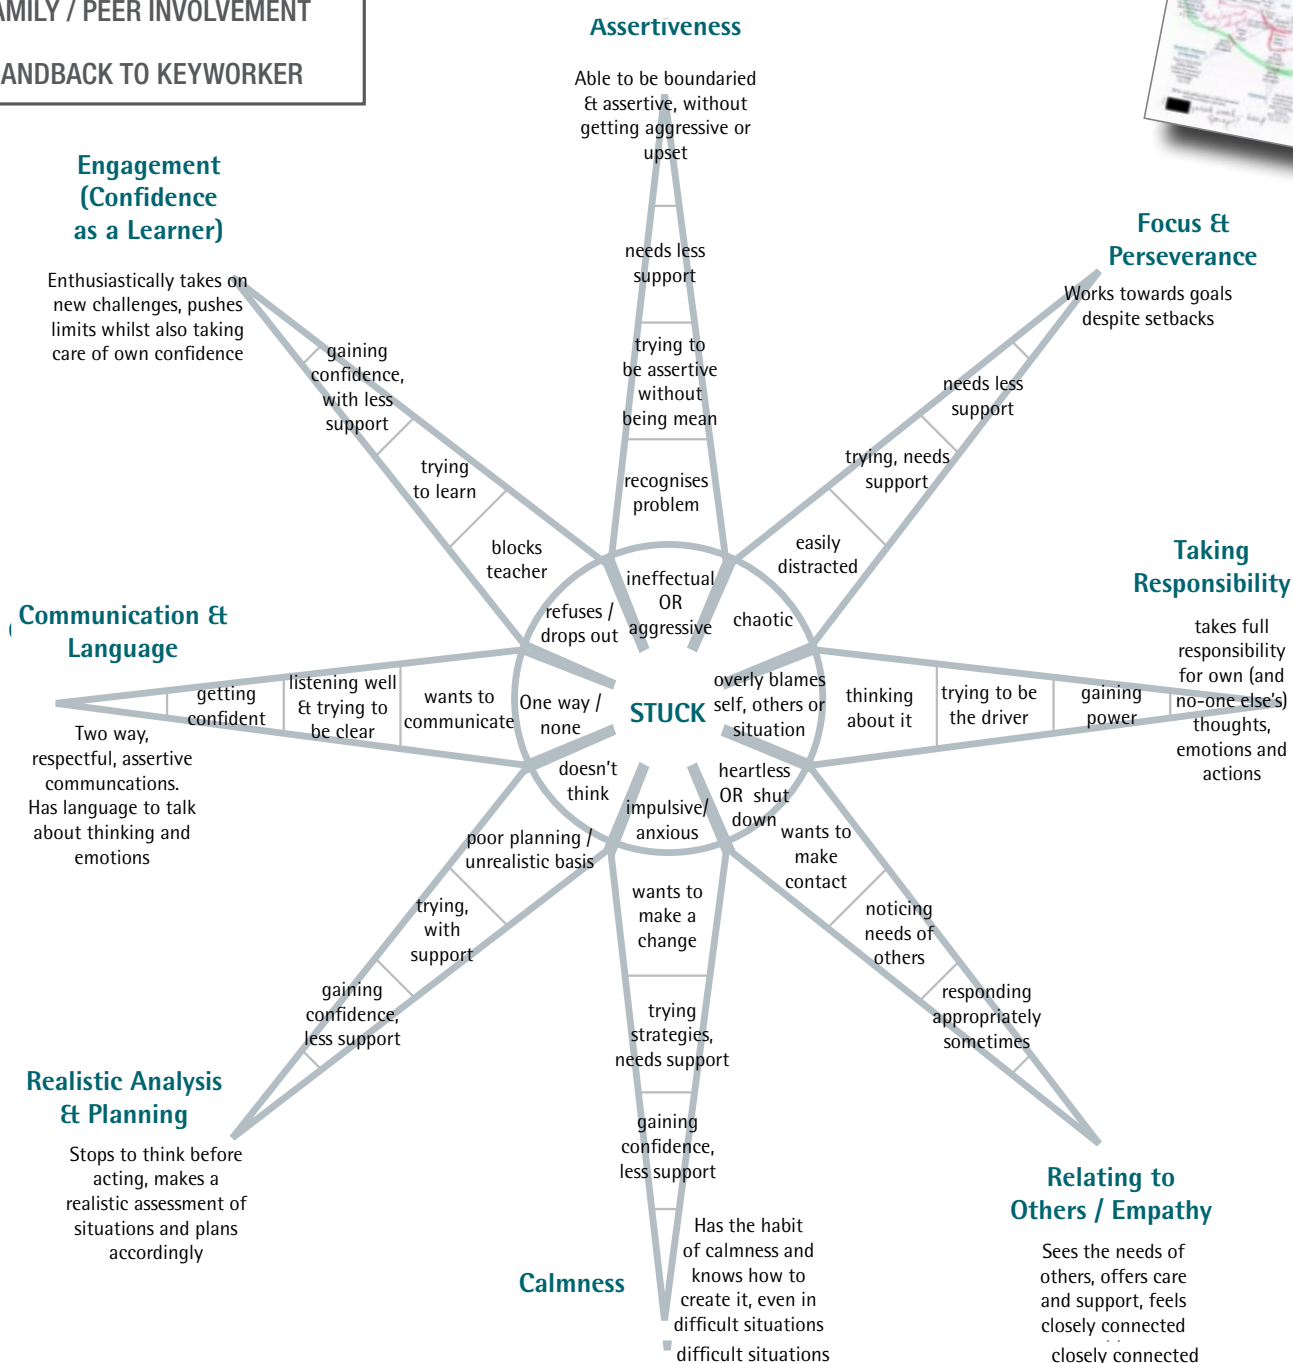 AMILY / PEER INVOLVEMENT
ANDBACK TO KEYWORKER
Assertiveness
Able to be boundaried
& assertive, without
getting aggressive or
upset
needs less
support
trying to
be assertive
without
being mean
recognises
problem
ineffectual
OR
aggressive
Engagement
(Confidence
as a Learner)
Enthusiastically takes on
new challenges, pushes
limits whilst also taking
care of own confidence
gaining
confidence,
with less
support
trying
to learn
blocks
teacher
refuses /
drops out
Focus &
Perseverance
Works towards goals
despite setbacks
needs less
support
trying, needs
support
easily
distracted
chaotic
Taking
Responsibility
takes full
responsibility
for own (and
no-one else's)
thoughts,
emotions and
actions
gaining
power
trying to be
the driver
thinking
about it
overly blames
self, others or
situation
STUCK
Communication &
Language
getting
confident
listening well
& trying to
be clear
wants to
communicate
One way /
none
Two way,
respectful, assertive
communcations.
Has language to talk
about thinking and
emotions
doesn't
think
poor planning /
unrealistic basis
trying,
with
support
gaining
confidence,
less support
Realistic Analysis
& Planning
Stops to think before
acting, makes a
realistic assessment of
situations and plans
accordingly
impulsive/
anxious
wants to
make a
change
trying
strategies,
needs support
gaining
confidence,
less support
Calmness
Has the habit
of calmness and
knows how to
create it, even in
difficult situations
difficult situations
heartless
OR shut
down
wants to
make
contact
noticing
needs of
others
responding
appropriately
sometimes
Relating to
Others / Empathy
Sees the needs of
others, offers care
and support, feels
closely connected
closely connected